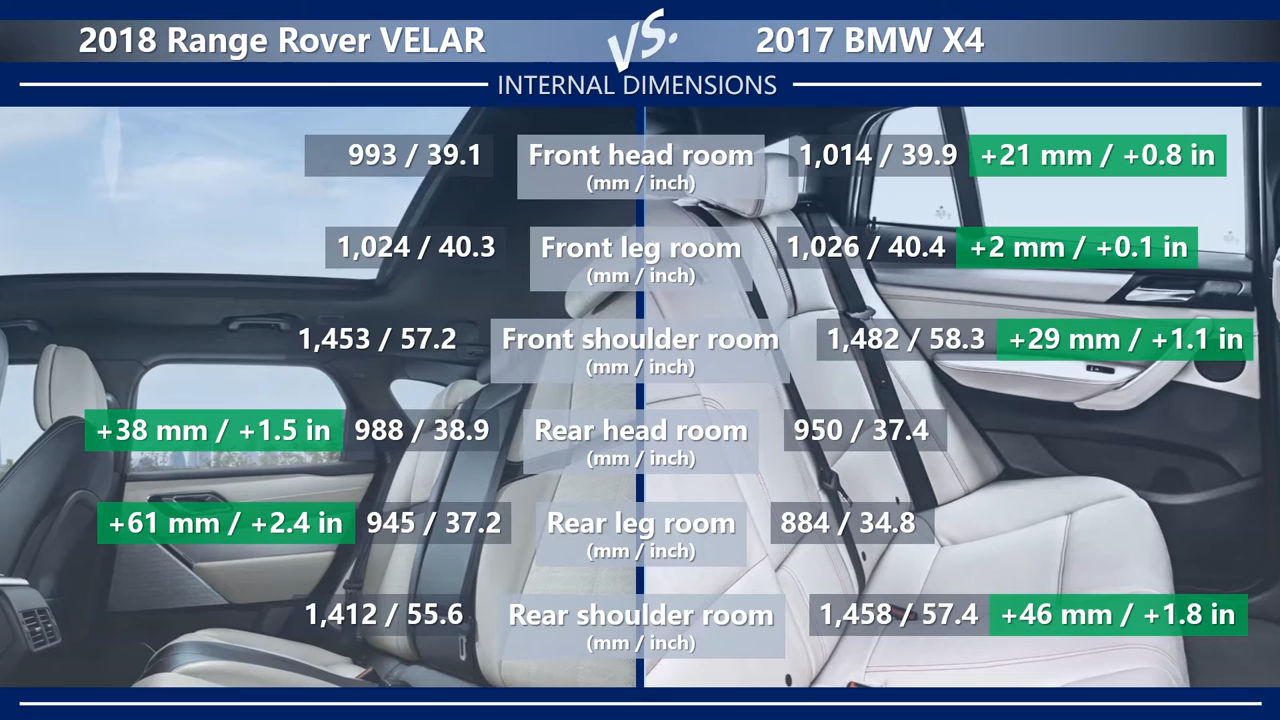 2018 Range Rover VELAR VS. 2017 BMW X4
INTERNAL DIMENSIONS
993 / 39.1 Front head room 1,014 / 39.9 +21 mm / +0.8 in
(mm / inch)
1,024 / 40.3 Front leg room 1,026 / 40.4 +2 mm / +0.1 in
(mm / inch)
1,453 / 57.2 Front shoulder room 1,482 / 58.3 +29 mm / +1.1 in
(mm / inch)
+38 mm / +1.5 in 988 / 38.9 Rear head room 950 / 37.4
(mm / inch)
+61 mm / +2.4 in 945 / 37.2 Rear leg room 884 / 34.8
(mm / inch)
1,412 / 55.6 Rear shoulder room 1,458 / 57.4 +46 mm / +1.8 in
(mm / inch)